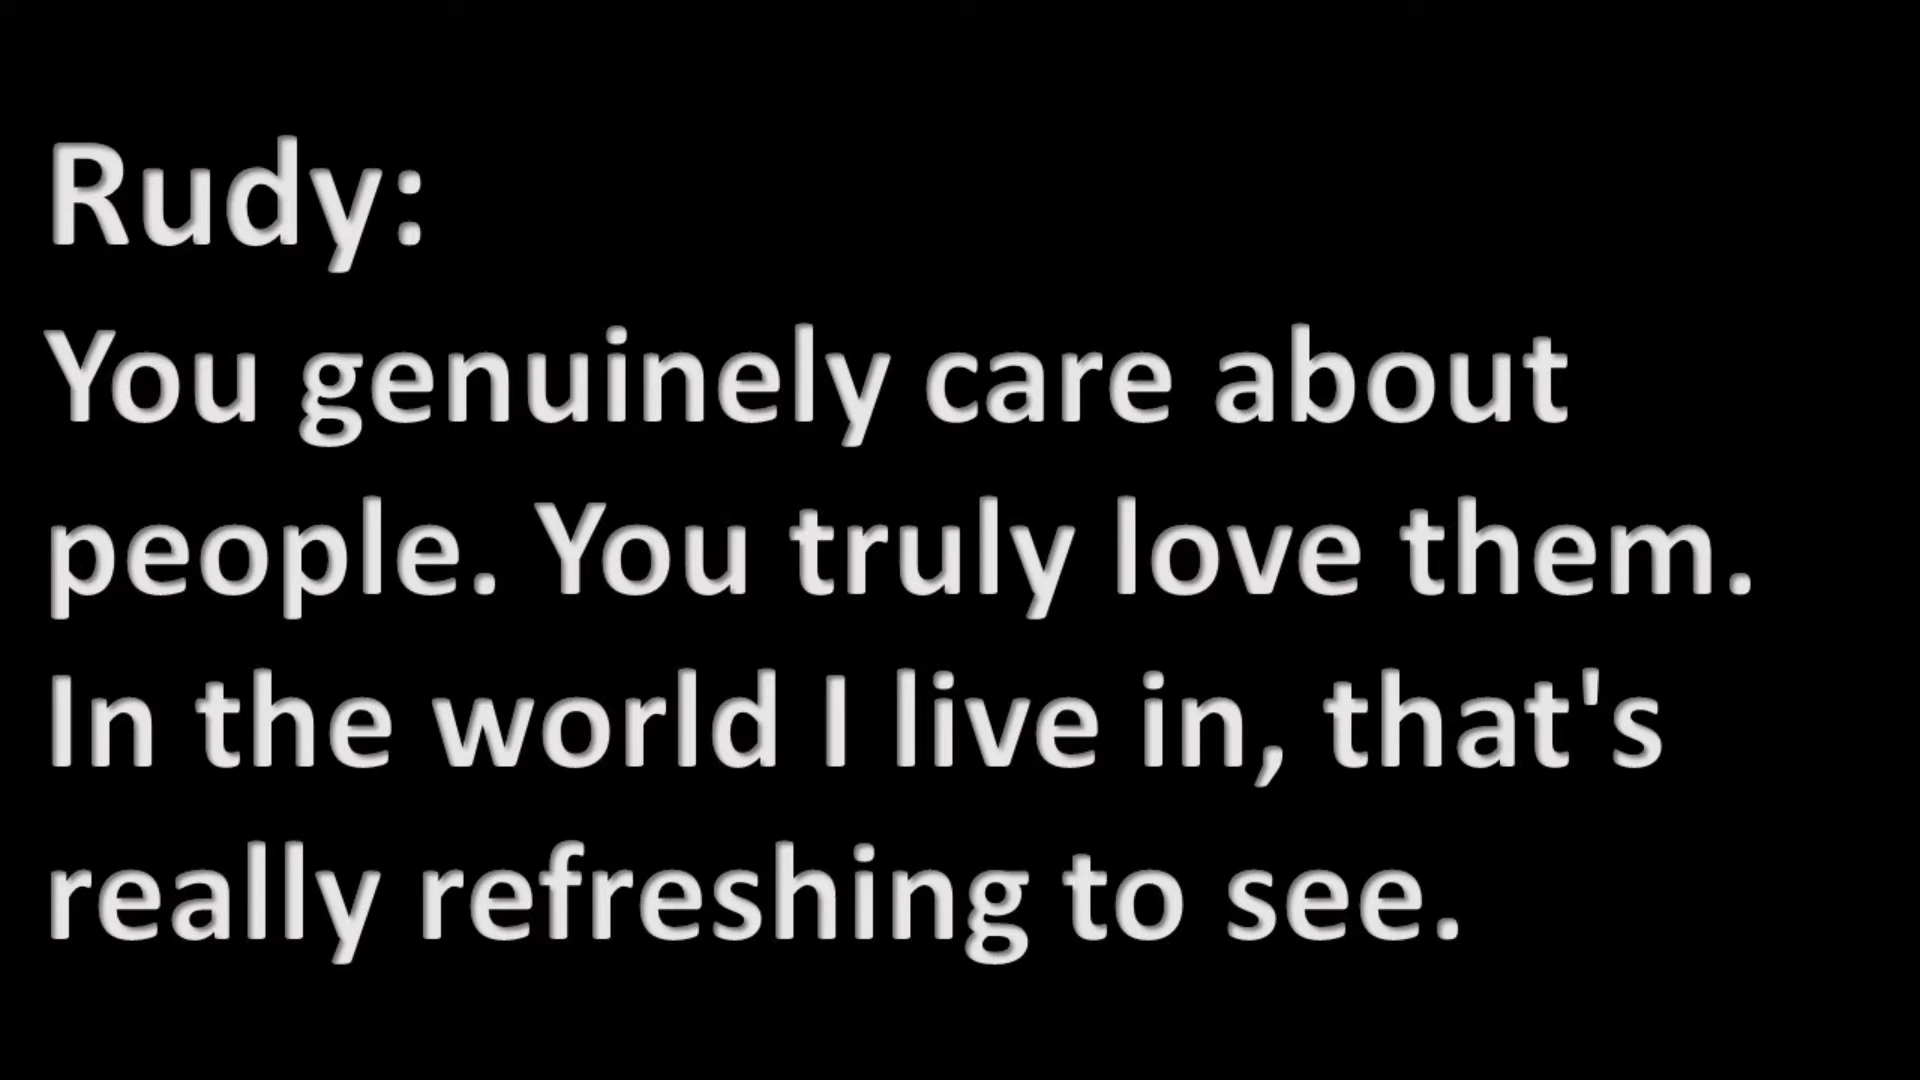 Rudy:
You genuinely care about
people. You truly love them.
In the world I live in, that's
really refreshing to see.